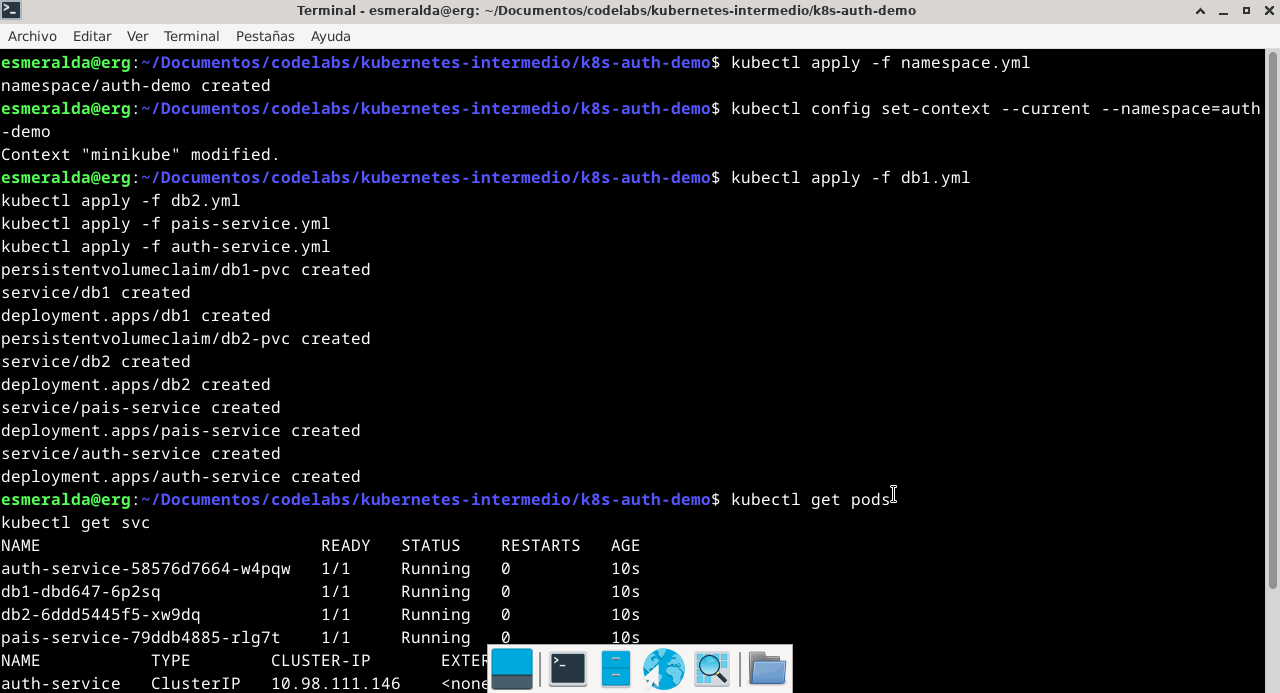 Terminal - esmeralda@erg: ~/Documentos/codelabs/kubernetes-intermedio/k8s-auth-demo
Archivo Editar Ver Terminal Pestañas Ayuda
esmeralda@erg:~/Documentos/codelabs/kubernetes-intermedio/k8s-auth-demo$ kubectl apply -f namespace.yml
namespace/auth-demo created
esmeralda@erg:~/Documentos/codelabs/kubernetes-intermedio/k8s-auth-demo$ kubectl config set-context --current --namespace=auth
-demo
Context "minikube" modified.
esmeralda@erg:~/Documentos/codelabs/kubernetes-intermedio/k8s-auth-demo$ kubectl apply -f db1.yml
kubectl apply -f db2.yml
kubectl apply -f pais-service.yml
kubectl apply -f auth-service.yml
persistentvolumeclaim/db1-pvc created
service/db1 created
deployment.apps/db1 created
persistentvolumeclaim/db2-pvc created
service/db2 created
deployment.apps/db2 created
service/pais-service created
deployment.apps/pais-service created
service/auth-service created
deployment.apps/auth-service created
esmeralda@erg:~/Documentos/codelabs/kubernetes-intermedio/k8s-auth-demo$ kubectl get pods
kubectl get svc
NAME READY STATUS RESTARTS AGE
auth-service-58576d7664-w4pqw 1/1 Running 0 10s
db1-dbd647-6p2sq 1/1 Running 0 10s
db2-6ddd5445f5-xw9dq 1/1 Running 0 10s
pais-service-79ddb4885-rlg7t 1/1 Running 0 10s
NAME TYPE CLUSTER-IP EXTER
auth-service ClusterIP 10.98.111.146 <none